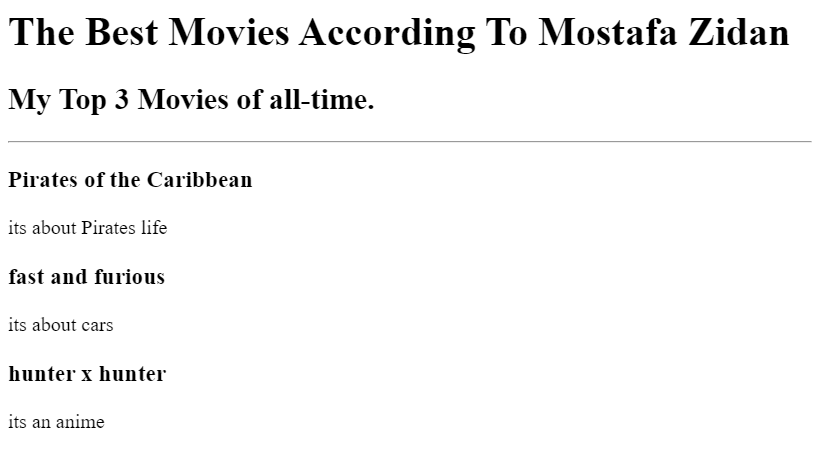 The Best Movies According To Mostafa Zidan
My Top 3 Movies of all-time.
Pirates of the Caribbean
its about Pirates life
fast and furious
its about cars
hunter x hunter
its an anime